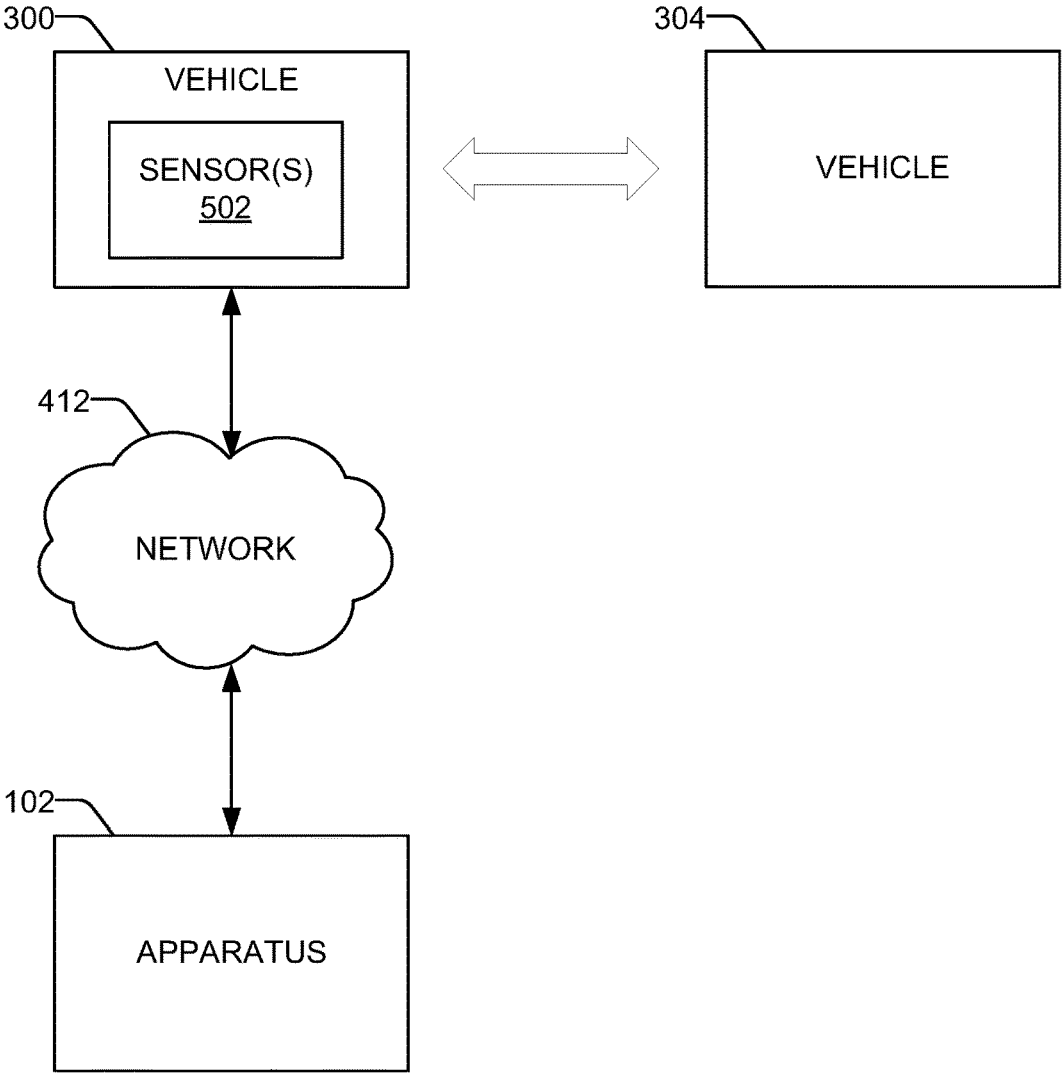 300
304
VEHICLE
SENSOR(S)
502
VEHICLE
412
NETWORK
102
APPARATUS